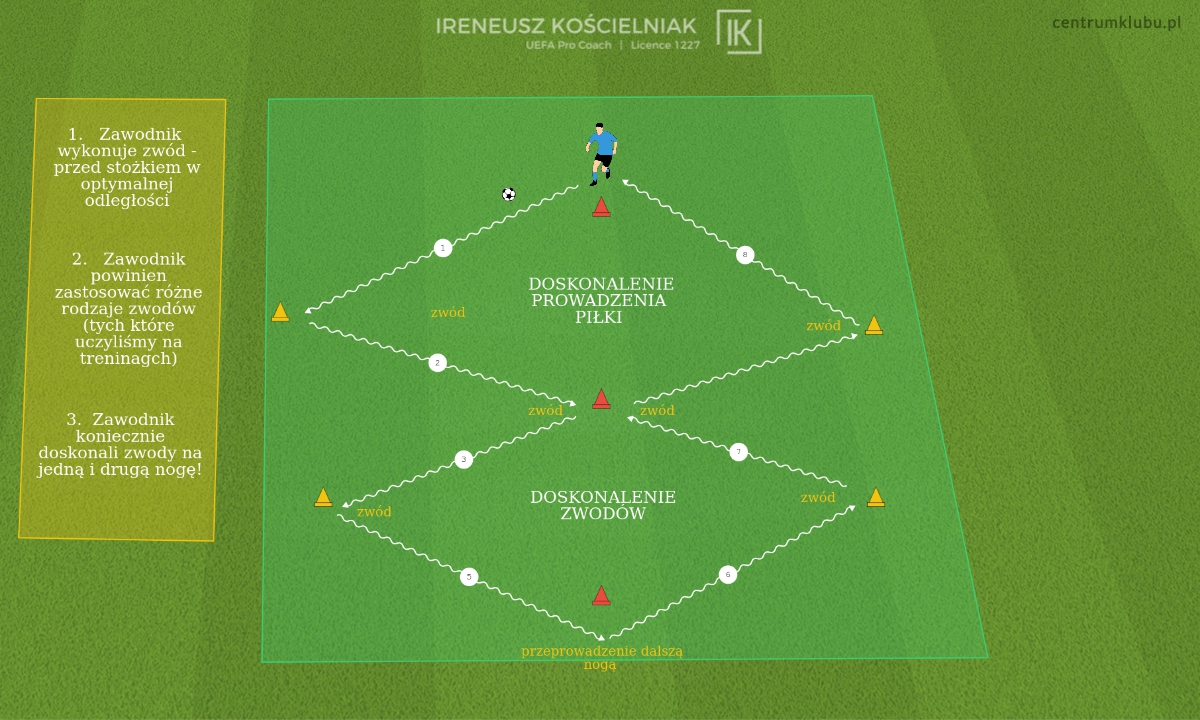 IRENEUSZ KOŚCIELNIAK
UEFA Pro Coach | Licence 1227
IK
centrumklubu.pl
1. Zawodnik
wykonuje zwód -
przed stożkiem w
optymalnej
odległości
2. Zawodnik
powinien
zastosować różne
rodzaje zwodów
(tych które
uczyliśmy na
treninagch)
3. Zawodnik
koniecznie
doskonali zwody na
jedną i drugą nogę!
1
8
DOSKONALENIE
PROWADZENIA
PIŁKI
zwód
zwód
2
zwód
zwód
3
7
DOSKONALENIE
ZWODÓW
zwód
zwód
5
6
przeprowadzenie dalszą
nogą